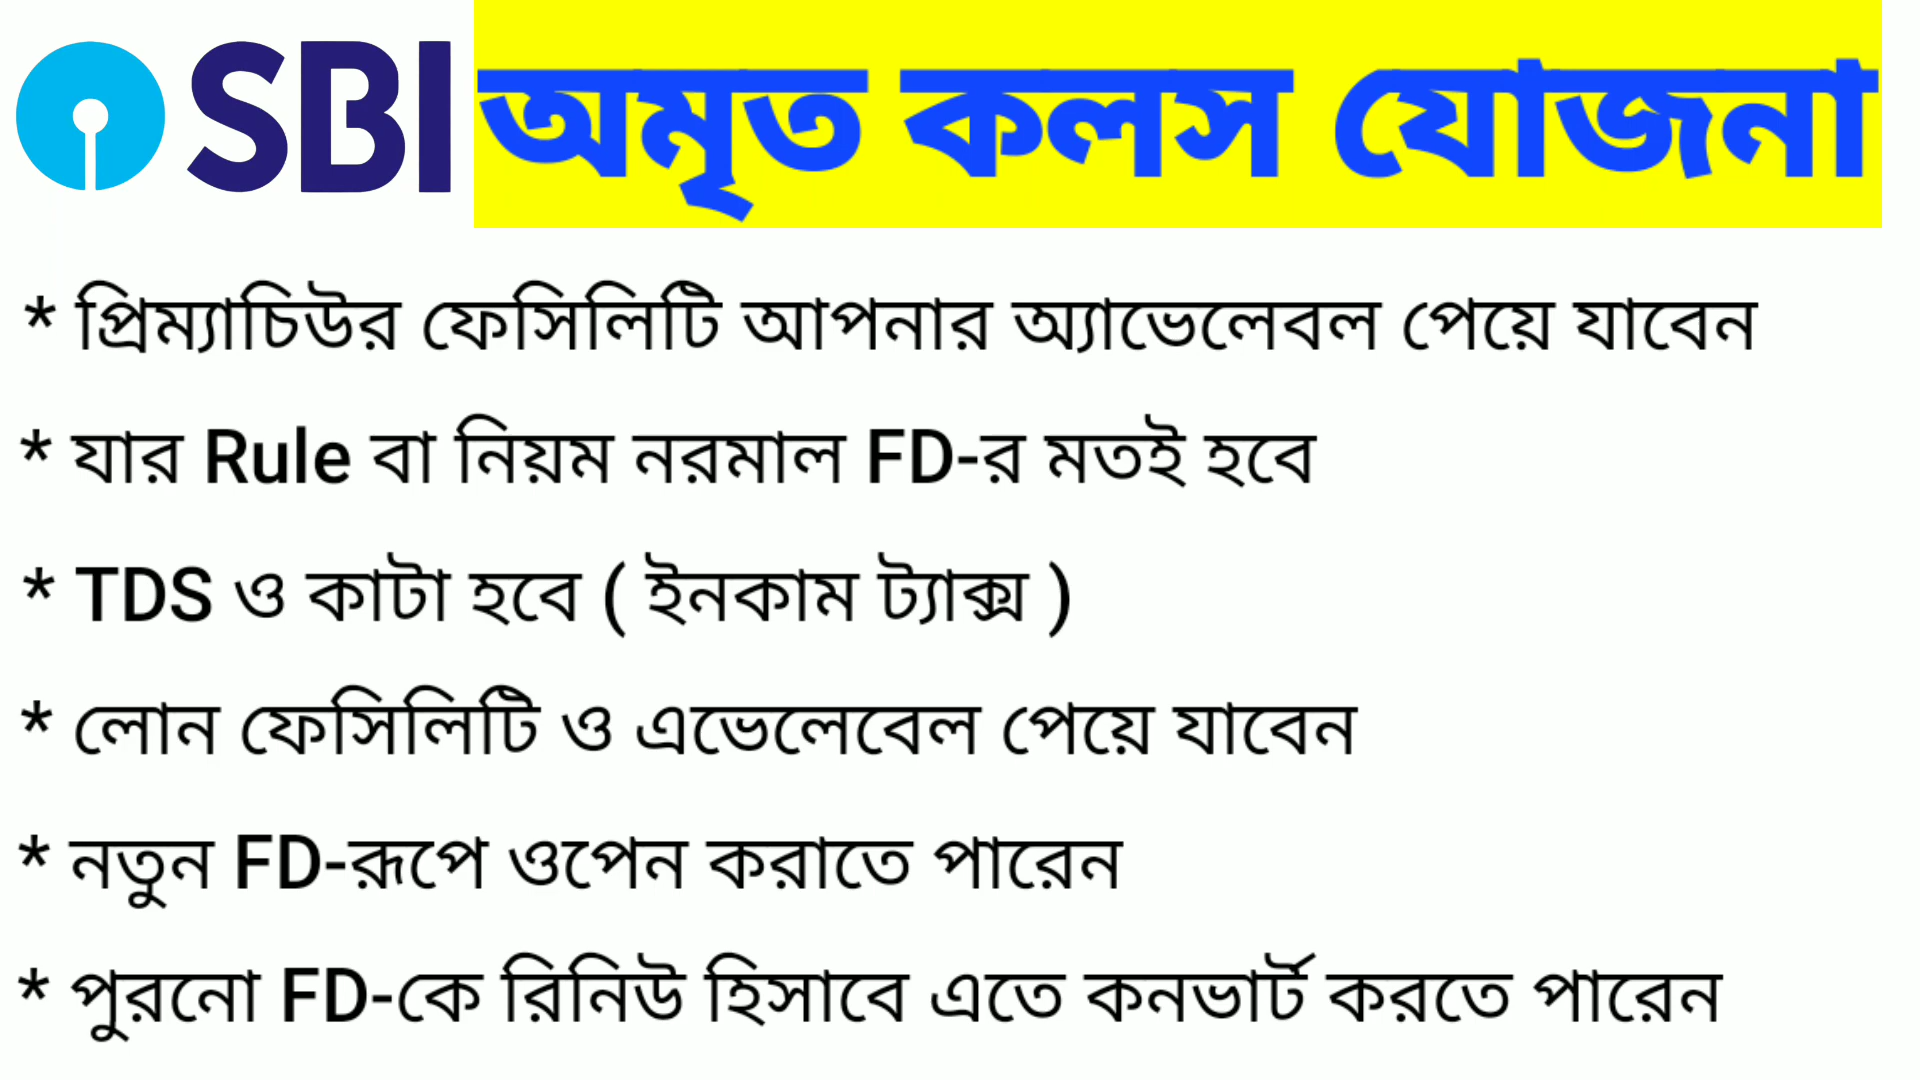 SBI অমৃত কলস যোজনা
* প্রিম্যাচিউর ফেসিলিটি আপনার অ্যাভেলেবল পেয়ে যাবেন
* যার Rule বা নিয়ম নরমাল FD-র মতই হবে
* TDS ও কাটা হবে ( ইনকাম ট্যাক্স )
* লোন ফেসিলিটি ও এভেলেবেল পেয়ে যাবেন
* নতুন FD-রূপে ওপেন করাতে পারেন
* পুরনো FD-কে রিনিউ হিসাবে এতে কনভার্ট করতে পারেন